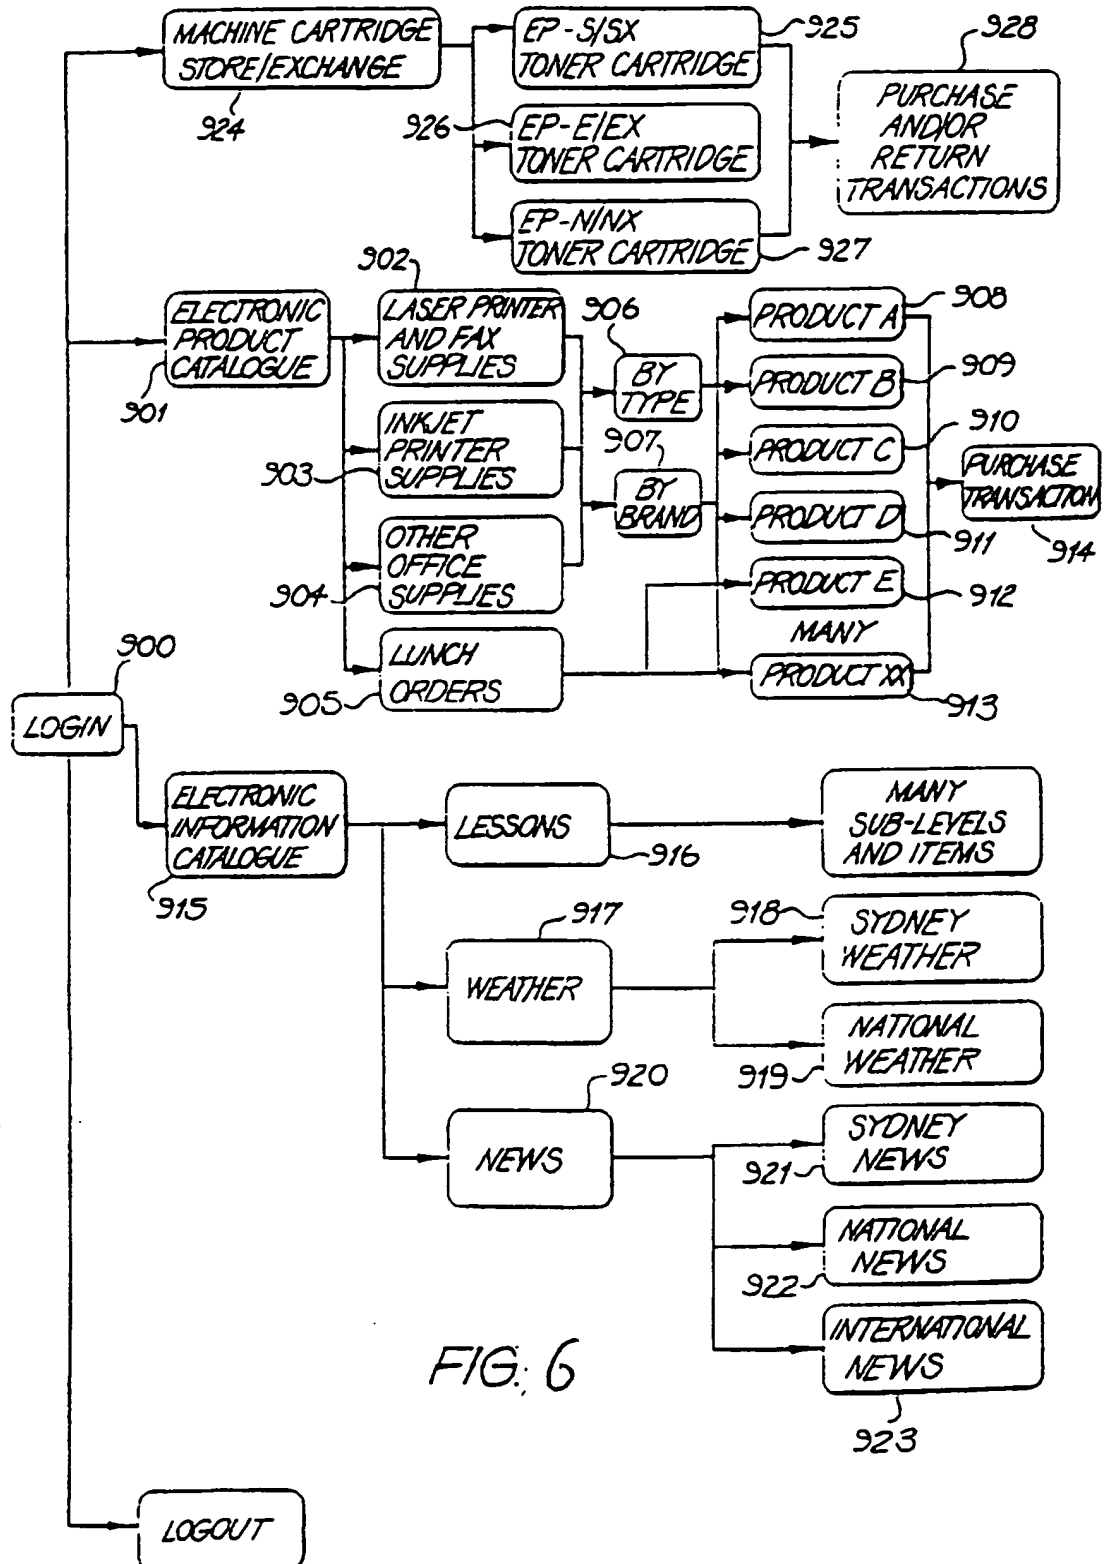 MACHINE CARTRIDGE
STORE/EXCHANGE
924
EP-S/SX
TONER CARTRIDGE
925
926
EP-E/EX
TONER CARTRIDGE
EP-N/NX
TONER CARTRIDGE
927
928
PURCHASE
AND/OR
RETURN
TRANSACTIONS
ELECTRONIC
PRODUCT
CATALOGUE
901
902
LASER PRINTER
AND FAX
SUPPLIES
INKJET
PRINTER
SUPPLIES
903
OTHER
OFFICE
SUPPLIES
904
LUNCH
ORDERS
905
906
BY
TYPE
907
BY
BRAND
PRODUCT A
908
PRODUCT B
909
PRODUCT C
910
PRODUCT D
911
PRODUCT E
912
MANY
PRODUCT XX
913
PURCHASE
TRANSACTION
914
900
LOGIN
ELECTRONIC
INFORMATION
CATALOGUE
915
LESSONS
916
MANY
SUB-LEVELS
AND ITEMS
917
WEATHER
918
SYDNEY
WEATHER
NATIONAL
WEATHER
919
920
NEWS
SYDNEY
NEWS
921
NATIONAL
NEWS
922
INTERNATIONAL
NEWS
923
FIG. 6
LOGOUT